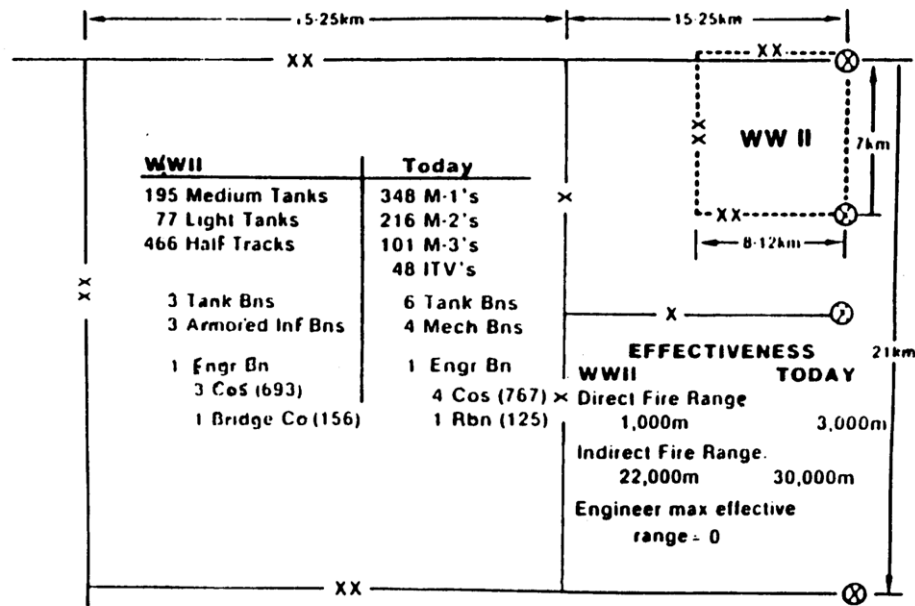 15-25km 15-25km
XX XX
X
WW II
7km
XX
XX
8-12km
WWII Today
195 Medium Tanks 348 M-1's
77 Light Tanks 216 M-2's
466 Half Tracks 101 M-3's
48 ITV's
X
XX
3 Tank Bns 6 Tank Bns
3 Armored Inf Bns 4 Mech Bns
X
21km
1 Engr Bn 1 Engr Bn
3 Cos (693) 4 Cos (767)
1 Bridge Co (156) 1 Rbn (125)
X
EFFECTIVENESS
WWII TODAY
Direct Fire Range
1,000m 3,000m
Indirect Fire Range.
22,000m 30,000m
Engineer max effective
range = 0
XX
X